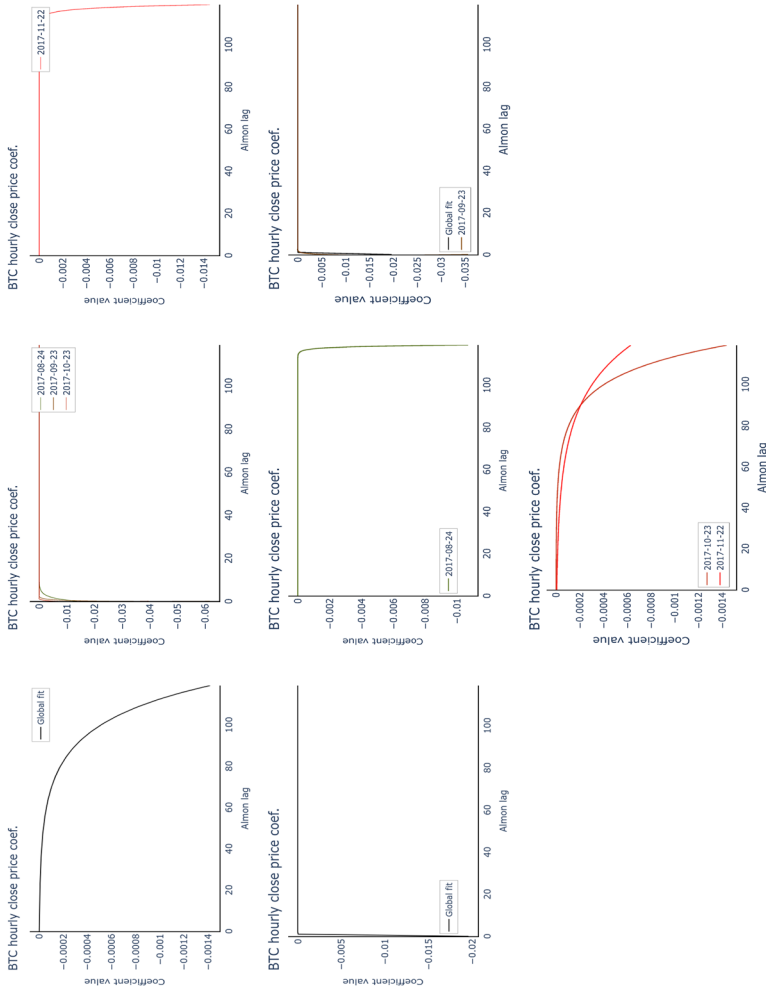 BTC hourly close price coef.
Global fit
0
−0.0002
−0.0004
−0.0006
−0.0008
−0.001
−0.0012
−0.0014
Coefficient value
0 20 40 60 80 100
Almon lag
BTC hourly close price coef.
2017-08-24
2017-09-23
2017-10-23
0
−0.01
−0.02
−0.03
−0.04
−0.05
−0.06
Coefficient value
0 20 40 60 80 100
Almon lag
BTC hourly close price coef.
2017-11-22
0
−0.002
−0.004
−0.006
−0.008
−0.01
−0.012
−0.014
Coefficient value
0 20 40 60 80 100
Almon lag
BTC hourly close price coef.
0
−0.005
−0.01
−0.015
−0.02
Coefficient value
Global fit
0 20 40 60 80 100
Almon lag
BTC hourly close price coef.
0
−0.002
−0.004
−0.006
−0.008
−0.01
Coefficient value
2017-08-24
0 20 40 60 80 100
Almon lag
BTC hourly close price coef.
0
−0.005
−0.01
−0.015
−0.02
−0.025
−0.03
−0.035
Coefficient value
Global fit
2017-09-23
0 20 40 60 80 100
Almon lag
BTC hourly close price coef.
0
−0.0002
−0.0004
−0.0006
−0.0008
−0.001
−0.0012
−0.0014
Coefficient value
2017-10-23
2017-11-22
0 20 40 60 80 100
Almon lag